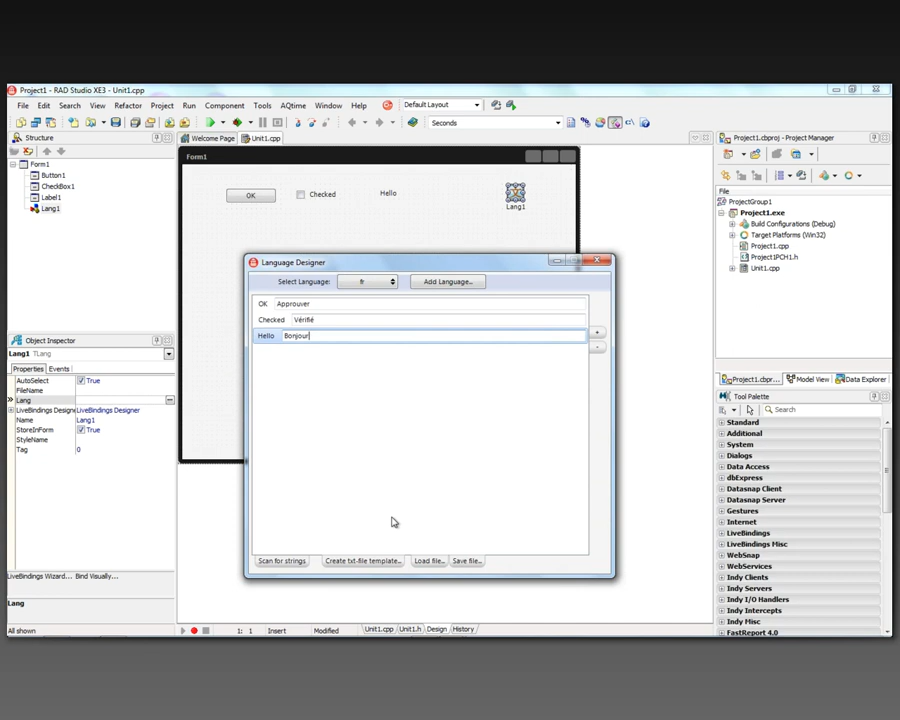 Project1 - RAD Studio XE3 - Unit1.cpp
File Edit Search View Refactor Project Run Component Tools AQtime Window Help Default Layout
Seconds
Structure
Form1
Button1
CheckBox1
Label1
Lang1
Welcome Page Unit1.cpp
Form1
OK Checked Hello
Lang1
Language Designer
Select Language: fr Add Language...
OK Approuver
Checked Vérifié
Hello Bonjour
+
-
Scan for strings Create txt-file template... Load file... Save file...
Object Inspector
Lang1 TLang
Properties Events
AutoSelect True
FileName
Lang ...
LiveBindings Designe LiveBindings Designer
Name Lang1
StoreInForm True
StyleName
Tag 0
LiveBindings Wizard... Bind Visually...
Lang
All shown
1: 1 Insert Modified Unit1.cpp Unit1.h Design History
Project1.cbproj - Project Manager
File
ProjectGroup1
Project1.exe
Build Configurations (Debug)
Target Platforms (Win32)
Project1.cpp
Project1PCH1.h
Unit1.cpp
Project1.cbpr... Model View Data Explorer
Tool Palette
Search
Standard
Additional
System
Dialogs
Data Access
dbExpress
Datasnap Client
Datasnap Server
Gestures
Internet
LiveBindings
LiveBindings Misc
WebSnap
WebServices
Indy Clients
Indy Servers
Indy I/O Handlers
Indy Intercepts
Indy Misc
FastReport 4.0